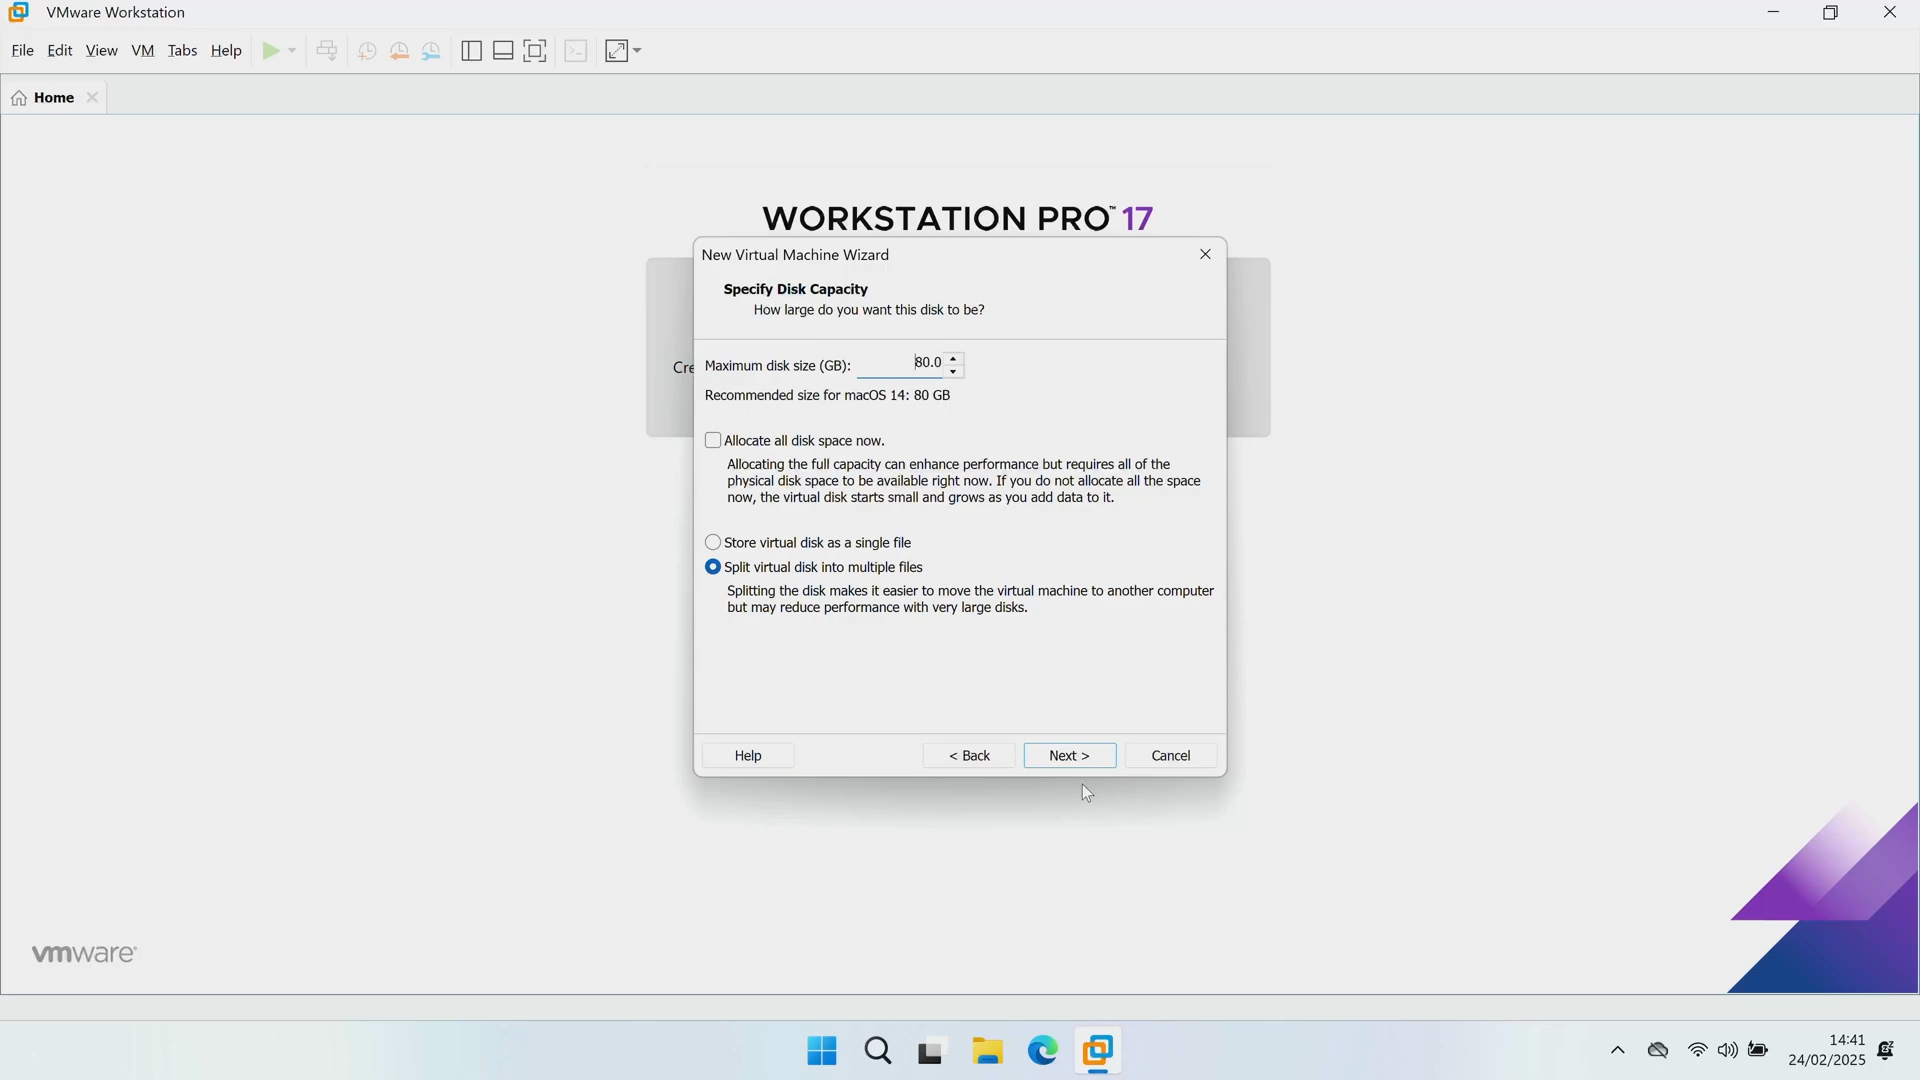 VMware Workstation
File Edit View VM Tabs Help
Home
WORKSTATION PRO™ 17
New Virtual Machine Wizard
Specify Disk Capacity
How large do you want this disk to be?
Cre
Maximum disk size (GB): 80.0
Recommended size for macOS 14: 80 GB
Allocate all disk space now.
Allocating the full capacity can enhance performance but requires all of the
physical disk space to be available right now. If you do not allocate all the space
now, the virtual disk starts small and grows as you add data to it.
Store virtual disk as a single file
Split virtual disk into multiple files
Splitting the disk makes it easier to move the virtual machine to another computer
but may reduce performance with very large disks.
Help < Back Next > Cancel
vmware®
14:41
24/02/2025